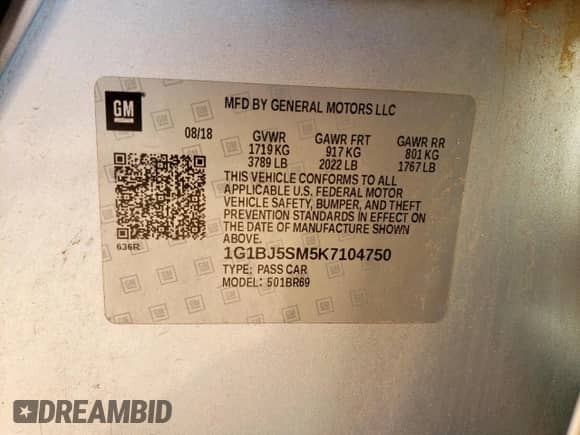 GM
MFD BY GENERAL MOTORS LLC
08/18 GVWR GAWR FRT GAWR RR
1719 KG 917 KG 801 KG
3789 LB 2022 LB 1767 LB
THIS VEHICLE CONFORMS TO ALL
APPLICABLE U.S. FEDERAL MOTOR
VEHICLE SAFETY, BUMPER, AND THEFT
PREVENTION STANDARDS IN EFFECT ON
THE DATE OF MANUFACTURE SHOWN
ABOVE.
636R
1G1BJ5SM5K7104750
TYPE: PASS CAR
MODEL: 501BR69
#DREAMBID